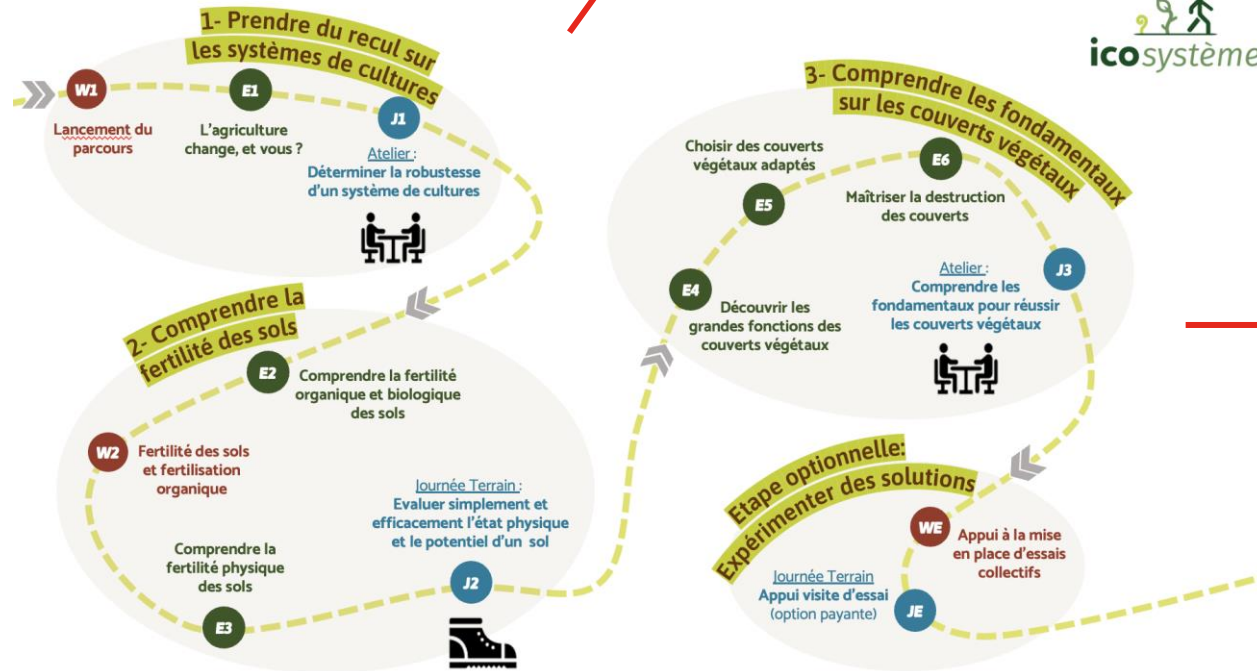 1- Prendre du recul sur
les systèmes de cultures
W1
Lancement du
parcours
E1
L'agriculture
change, et vous ?
J1
Atelier :
Déterminer la robustesse
d'un système de cultures
2- Comprendre la
fertilité des sols
E2
Comprendre la fertilité
organique et biologique
des sols
W2
Fertilité des sols
et fertilisation
organique
Comprendre la
fertilité physique
des sols
E3
Journée Terrain :
Evaluer simplement et
efficacement l'état physique
et le potentiel d'un sol
J2
icosystème
3- Comprendre les fondamentaux
sur les couverts végétaux
E4
Découvrir les
grandes fonctions des
couverts végétaux
Choisir des couverts
végétaux adaptés
E5
E6
Maîtriser la destruction
des couverts
J3
Atelier :
Comprendre les
fondamentaux pour réussir
les couverts végétaux
Etape optionnelle:
Expérimenter des solutions
WE
Appui à la mise
en place d'essais
collectifs
Journée Terrain
Appui visite d'essai
(option payante)
JE